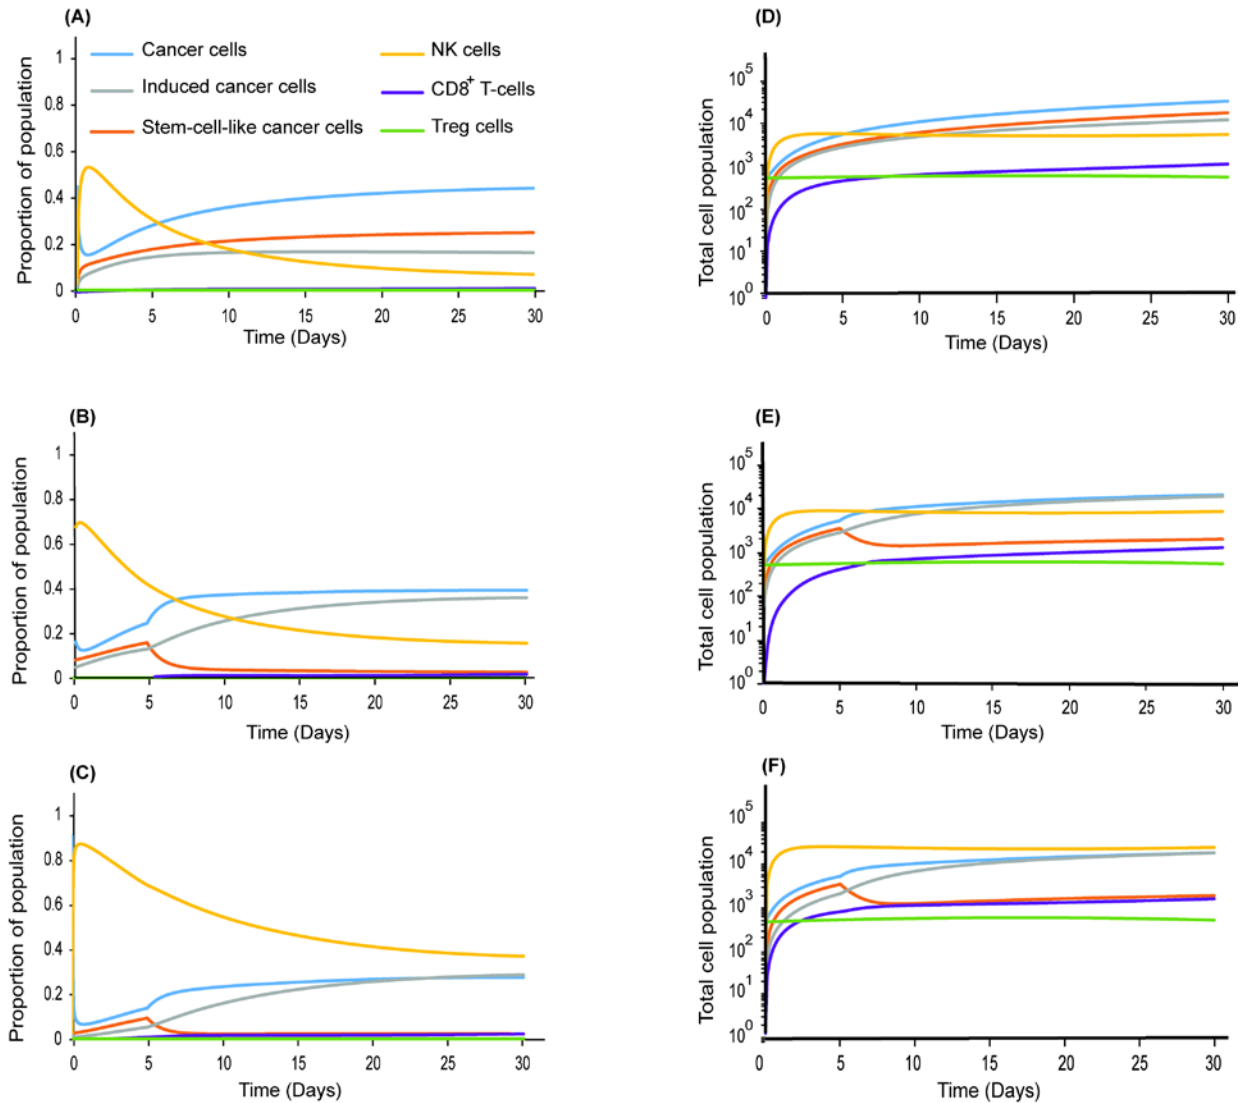 (A)
1
0.8
0.6
0.4
0.2
0
Proportion of population
Cancer cells
Induced cancer cells
Stem-cell-like cancer cells
NK cells
CD8+ T-cells
Treg cells
0 5 10 15 20 25 30
Time (Days)
(D)
10^5
10^4
10^3
10^2
10^1
10^0
Total cell population
0 5 10 15 20 25 30
Time (Days)
(B)
1
0.8
0.6
0.4
0.2
0
Proportion of population
0 5 10 15 20 25 30
Time (Days)
(E)
10^5
10^4
10^3
10^2
10^1
10^0
Total cell population
0 5 10 15 20 25 30
Time (Days)
(C)
1
0.8
0.6
0.4
0.2
0
Proportion of population
0 5 10 15 20 25 30
Time (Days)
(F)
10^5
10^4
10^3
10^2
10^1
10^0
Total cell population
0 5 10 15 20 25 30
Time (Days)